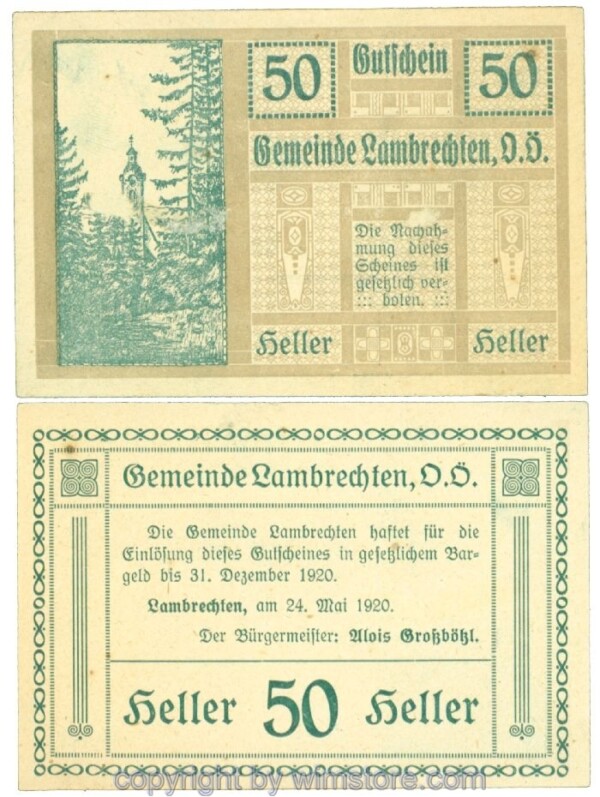 50 Gutschein 50
Gemeinde Lambrechten, O.Ö.
Die Nachah-
mung dieses
Scheines ist
gesetzlich ver-
::: boten. :::
Heller Heller
Gemeinde Lambrechten, O.Ö.
Die Gemeinde Lambrechten haftet für die
Einlösung dieses Gutscheines in gesetzlichem Bar-
geld bis 31. Dezember 1920.
Lambrechten, am 24. Mai 1920.
Der Bürgermeister: Alois Großbötzl.
Heller 50 Heller
copyright by wimstore.com